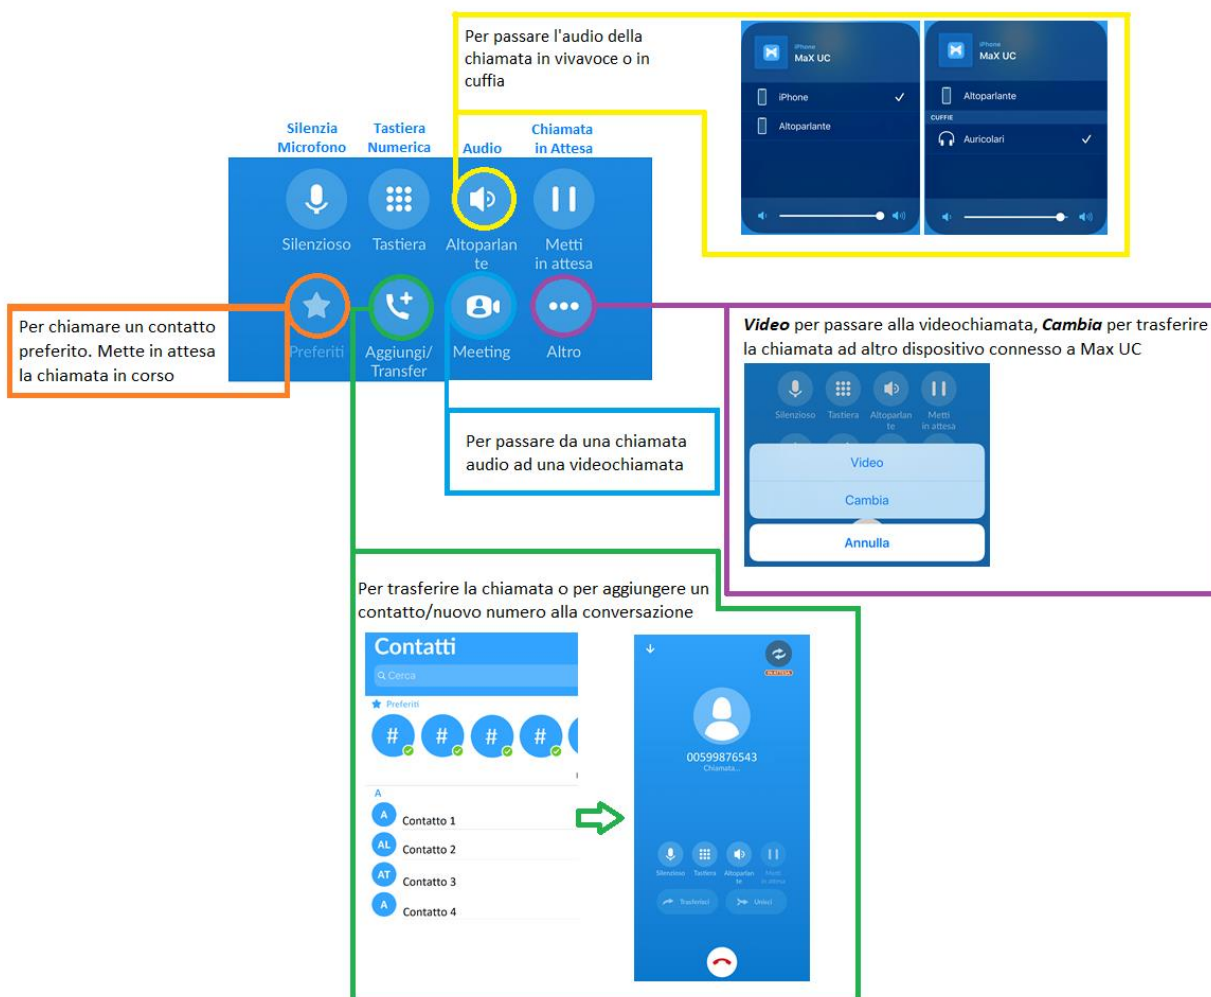 Per passare l'audio della
chiamata in vivavoce o in
cuffia
iPhone
MaX UC
iPhone
Altoparlante
iPhone
MaX UC
Altoparlante
CUFFIE
Auricolari
Silenzia
Microfono
Tastiera
Numerica
Audio
Chiamata
in Attesa
Silenzioso
Tastiera
Altoparlan
te
Metti
in attesa
Preferiti
Aggiungi/
Transfer
Meeting
Altro
Per chiamare un contatto
preferito. Mette in attesa
la chiamata in corso
Per passare da una chiamata
audio ad una videochiamata
Video per passare alla videochiamata, Cambia per trasferire
la chiamata ad altro dispositivo connesso a Max UC
Silenzioso
Tastiera
Altoparlan
te
Metti
in attesa
Video
Cambia
Annulla
Per trasferire la chiamata o per aggiungere un
contatto/nuovo numero alla conversazione
Contatti
Cerca
Preferiti
# # # #
A
A Contatto 1
AL Contatto 2
AT Contatto 3
A Contatto 4
00599876543
Chiamata...
Silenzioso
Tastiera
Altoparlan
te
Metti
in attesa
Trasferisci
Unisci